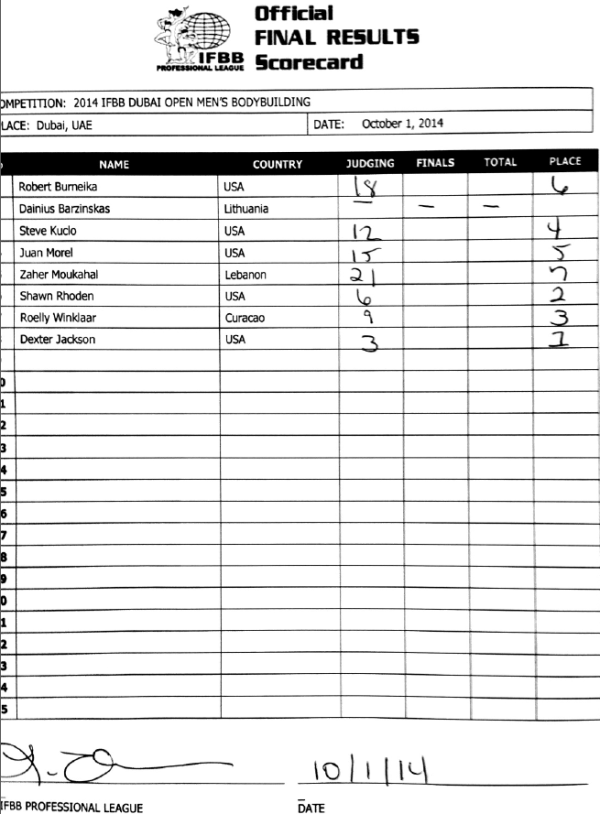 Official
FINAL RESULTS
Scorecard
IFBB
PROFESSIONAL LEAGUE
OMPETITION: 2014 IFBB DUBAI OPEN MEN'S BODYBUILDING
LACE: Dubai, UAE DATE: October 1, 2014
NAME COUNTRY JUDGING FINALS TOTAL PLACE
Robert Burneika USA 18 6
Dainius Barzinskas Lithuania — — —
Steve Kuclo USA 12 4
Juan Morel USA 15 5
Zaher Moukahal Lebanon 21 7
Shawn Rhoden USA 6 2
Roelly Winklaar Curacao 9 3
Dexter Jackson USA 3 1
0
1
2
3
4
5
6
7
8
9
0
1
2
3
4
5
10/1/14
IFBB PROFESSIONAL LEAGUE DATE